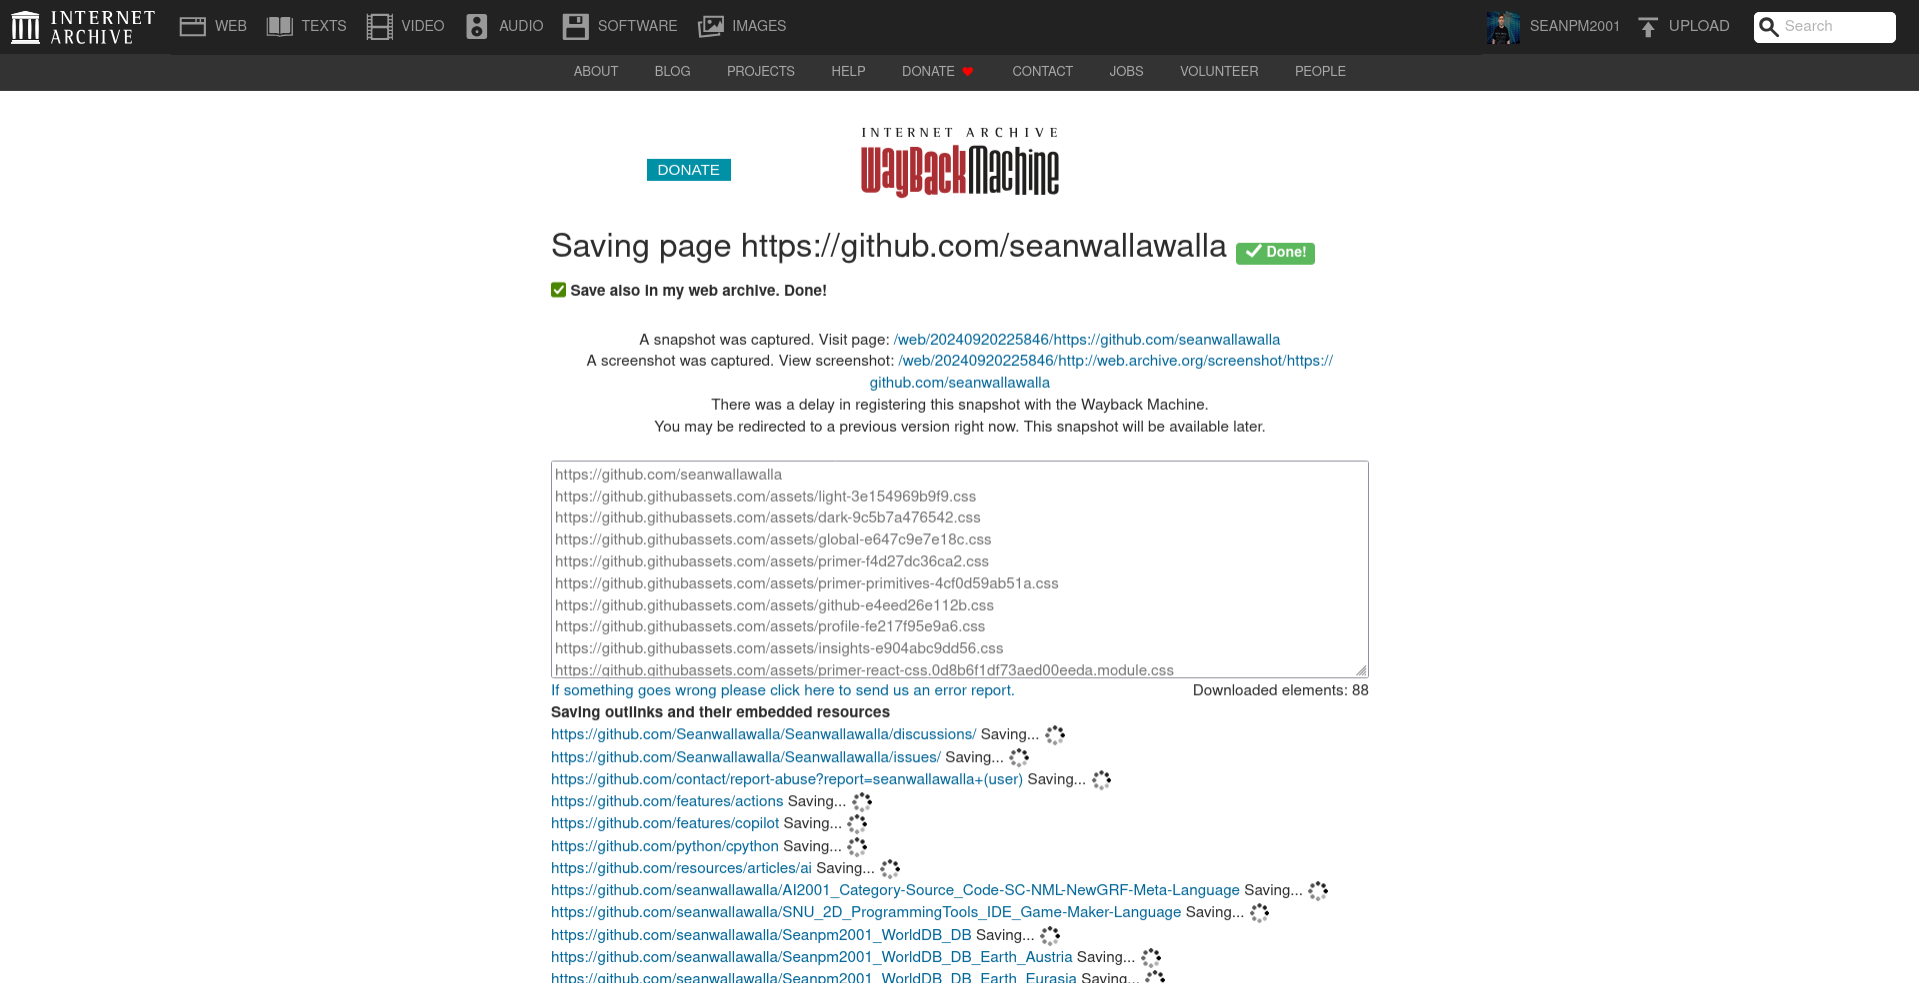 INTERNET ARCHIVE
WEB TEXTS VIDEO AUDIO SOFTWARE IMAGES SEANPM2001 UPLOAD Search
ABOUT BLOG PROJECTS HELP DONATE CONTACT JOBS VOLUNTEER PEOPLE
INTERNET ARCHIVE
WayBackMachine
DONATE
Saving page https://github.com/seanwallawalla Done!
Save also in my web archive. Done!
A snapshot was captured. Visit page: /web/20240920225846/https://github.com/seanwallawalla
A screenshot was captured. View screenshot: /web/20240920225846/http://web.archive.org/screenshot/https://
github.com/seanwallawalla
There was a delay in registering this snapshot with the Wayback Machine.
You may be redirected to a previous version right now. This snapshot will be available later.
https://github.com/seanwallawalla
https://github.githubassets.com/assets/light-3e154969b9f9.css
https://github.githubassets.com/assets/dark-9c5b7a476542.css
https://github.githubassets.com/assets/global-e647c9e7e18c.css
https://github.githubassets.com/assets/primer-f4d27dc36ca2.css
https://github.githubassets.com/assets/primer-primitives-4cf0d59ab51a.css
https://github.githubassets.com/assets/github-e4eed26e112b.css
https://github.githubassets.com/assets/profile-fe217f95e9a6.css
https://github.githubassets.com/assets/insights-e904abc9dd56.css
https://github.githubassets.com/assets/primer-react-css.0d8b6f1df73aed00eeda.module.css
If something goes wrong please click here to send us an error report. Downloaded elements: 88
Saving outlinks and their embedded resources
https://github.com/Seanwallawalla/Seanwallawalla/discussions/ Saving...
https://github.com/Seanwallawalla/Seanwallawalla/issues/ Saving...
https://github.com/contact/report-abuse?report=seanwallawalla+(user) Saving...
https://github.com/features/actions Saving...
https://github.com/features/copilot Saving...
https://github.com/python/cpython Saving...
https://github.com/resources/articles/ai Saving...
https://github.com/seanwallawalla/AI2001_Category-Source_Code-SC-NML-NewGRF-Meta-Language Saving...
https://github.com/seanwallawalla/SNU_2D_ProgrammingTools_IDE_Game-Maker-Language Saving...
https://github.com/seanwallawalla/Seanpm2001_WorldDB_DB Saving...
https://github.com/seanwallawalla/Seanpm2001_WorldDB_DB_Earth_Austria Saving...
https://github.com/seanwallawalla/Seanpm2001_WorldDB_DB_Earth_Eurasia Saving...